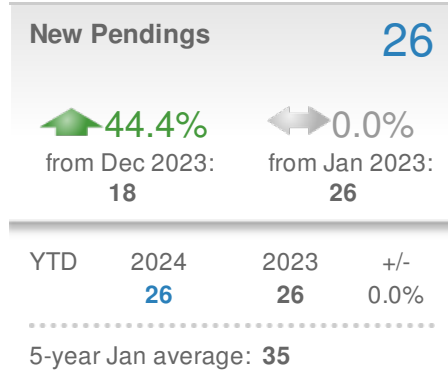 New Pendings 26
44.4% 0.0%
from Dec 2023: from Jan 2023:
18 26
YTD 2024 2023 +/-
26 26 0.0%
5-year Jan average: 35